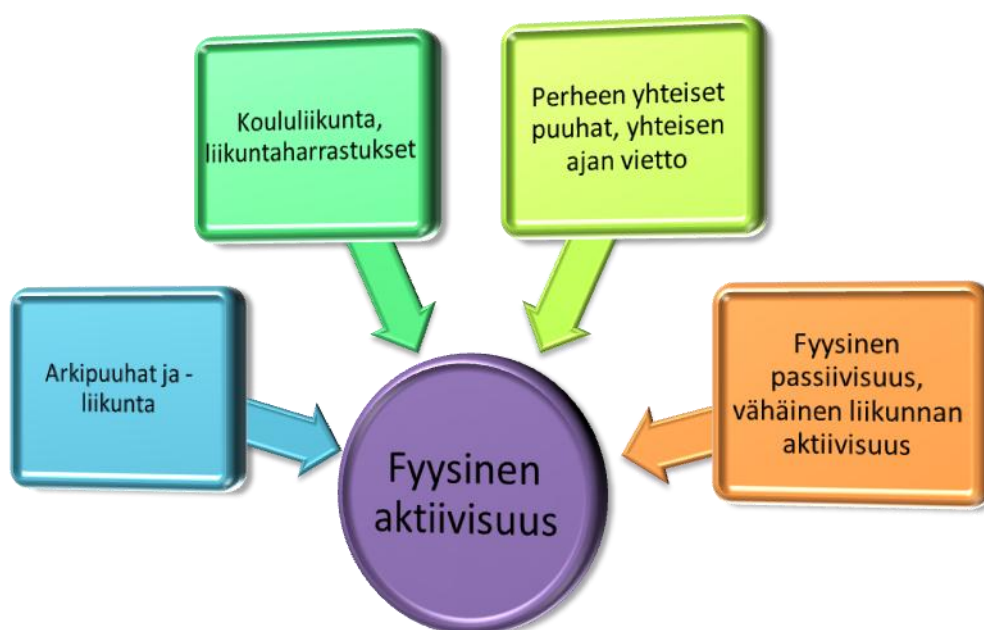 Koululiikunta,
liikuntaharrastukset
Perheen yhteiset
puuhat, yhteisen
ajan vietto
Arkipuuhat ja -
liikunta
Fyysinen
passiivisuus,
vähäinen liikunnan
aktiivisuus
Fyysinen
aktiivisuus